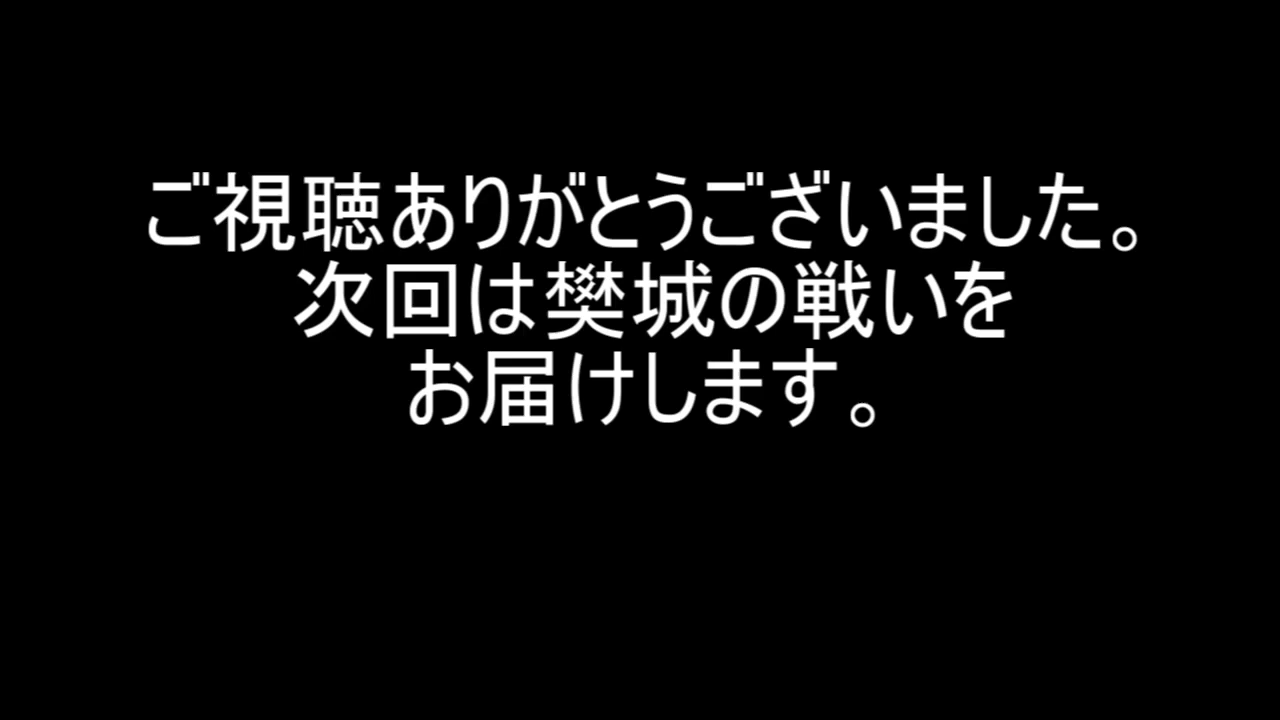 ご視聴ありがとうございました。
次回は樊城の戦いを
お届けします。